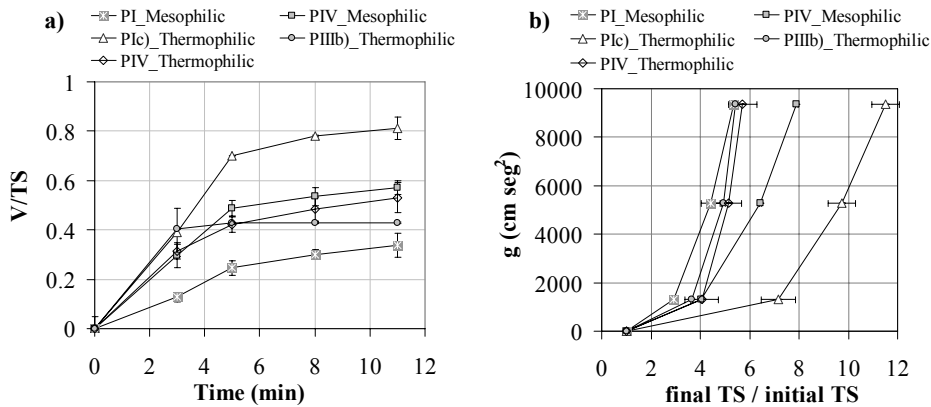 a)
PI_Mesophilic PIV_Mesophilic
PIc)_Thermophilic PIIIb)_Thermophilic
PIV_Thermophilic
1
0.8
0.6
0.4
0.2
0
V/TS
0 2 4 6 8 10 12
Time (min)
b)
PI_Mesophilic PIV_Mesophilic
PIc)_Thermophilic PIIIb)_Thermophilic
PIV_Thermophilic
10000
8000
6000
4000
2000
0
g (cm seg²)
0 2 4 6 8 10 12
final TS / initial TS